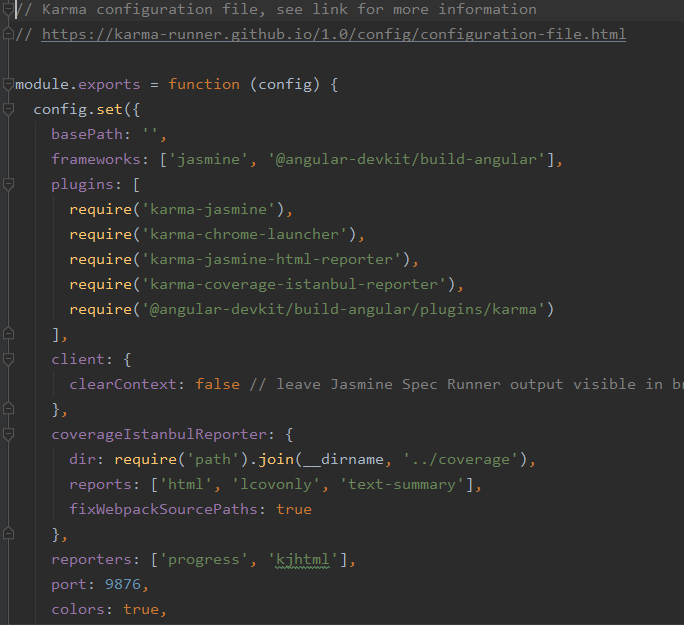 // Karma configuration file, see link for more information
// https://karma-runner.github.io/1.0/config/configuration-file.html
module.exports = function (config) {
config.set({
basePath: '',
frameworks: ['jasmine', '@angular-devkit/build-angular'],
plugins: [
require('karma-jasmine'),
require('karma-chrome-launcher'),
require('karma-jasmine-html-reporter'),
require('karma-coverage-istanbul-reporter'),
require('@angular-devkit/build-angular/plugins/karma')
],
client: {
clearContext: false // leave Jasmine Spec Runner output visible in
},
coverageIstanbulReporter: {
dir: require('path').join(__dirname, '../coverage'),
reports: ['html', 'lcovonly', 'text-summary'],
fixWebpackSourcePaths: true
},
reporters: ['progress', 'kjhtml'],
port: 9876,
colors: true,